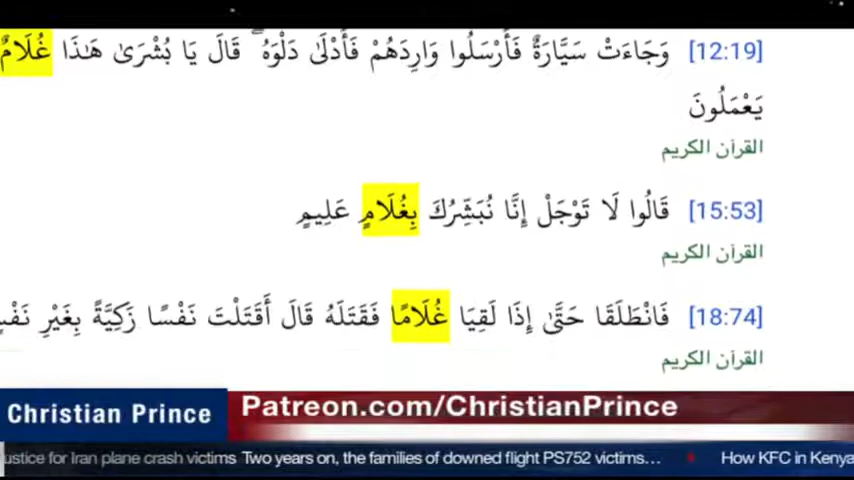 [12:19] وَجَاءَتْ سَيَّارَةٌ فَأَرْسَلُوا وَارِدَهُمْ فَأَدْلَىٰ دَلْوَهُ ۖ قَالَ يَا بُشْرَىٰ هَٰذَا غُلَامٌ
يَعْمَلُونَ
القرآن الكريم
[15:53] قَالُوا لَا تَوْجَلْ إِنَّا نُبَشِّرُكَ بِغُلَامٍ عَلِيمٍ
القرآن الكريم
[18:74] فَانْطَلَقَا حَتَّىٰ إِذَا لَقِيَا غُلَامًا فَقَتَلَهُ قَالَ أَقَتَلْتَ نَفْسًا زَكِيَّةً بِغَيْرِ
القرآن الكريم
Christian Prince
Patreon.com/ChristianPrince
ustice for Iran plane crash victims Two years on, the families of downed flight PS752 victims... How KFC in Kenya